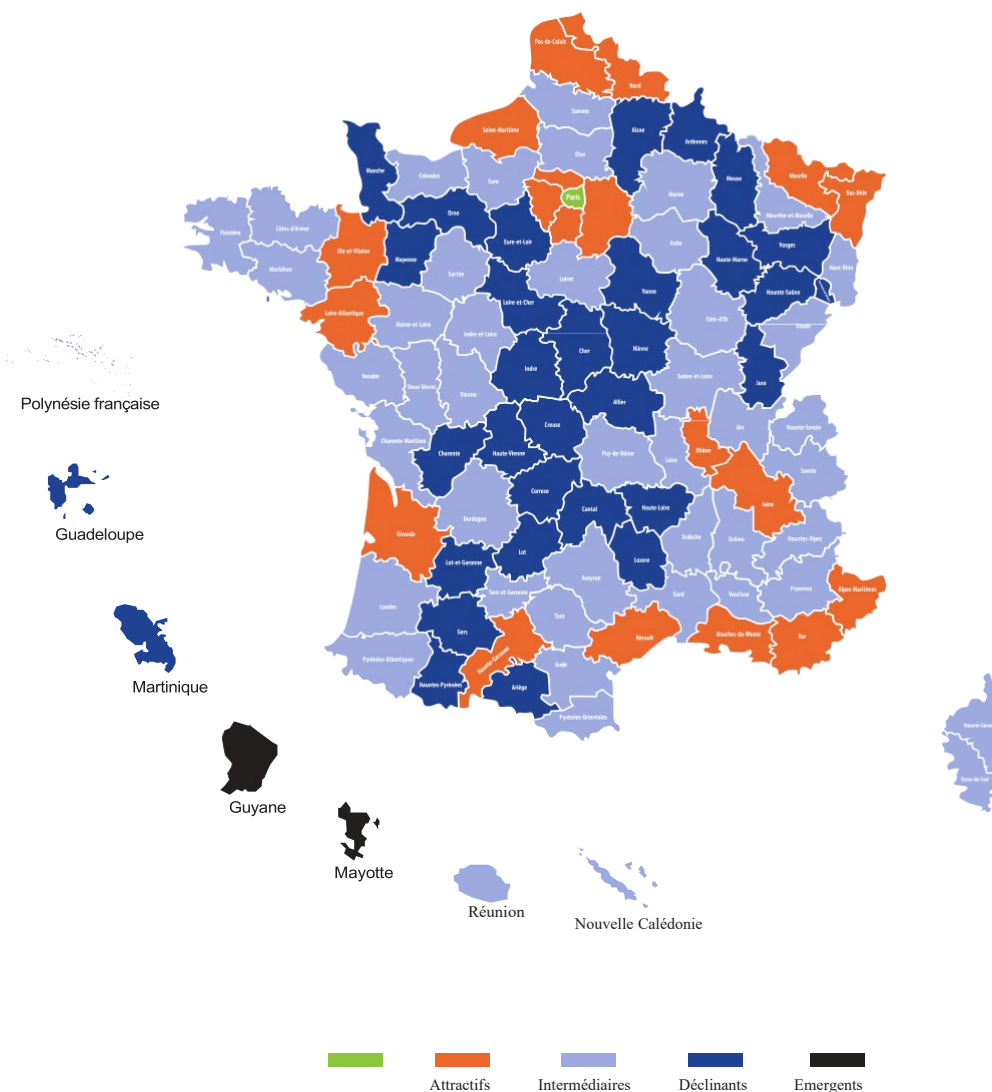 Pas-de-Calais
Nord
Somme
Seine-Maritime
Aisne
Ardennes
Oise
Manche
Calvados
Eure
Paris
Marne
Meuse
Moselle
Bas-Rhin
Meurthe-et-Moselle
Orne
Eure-et-Loir
Finistère
Côtes-d'Armor
Ille-et-Vilaine
Mayenne
Sarthe
Morbihan
Loiret
Yonne
Aube
Haute-Marne
Vosges
Haut-Rhin
Haute-Saône
Loire-Atlantique
Maine-et-Loire
Indre-et-Loire
Loire-et-Cher
Cher
Nièvre
Côte-d'Or
Doubs
Vendée
Deux-Sèvres
Vienne
Indre
Allier
Saône-et-Loire
Jura
Polynésie française
Charente-Maritime
Charente
Haute-Vienne
Creuse
Puy-de-Dôme
Loire
Rhône
Ain
Haute-Savoie
Savoie
Isère
Guadeloupe
Gironde
Dordogne
Corrèze
Cantal
Haute-Loire
Ardèche
Drôme
Hautes-Alpes
Lot-et-Garonne
Lot
Aveyron
Lozère
Landes
Tarn-et-Garonne
Tarn
Gard
Vaucluse
Provence
Alpes-Maritimes
Gers
Hérault
Bouches-du-Rhone
Var
Pyrénées-Atlantiques
Hautes-Pyrénées
Haute-Garonne
Ariège
Aude
Pyrénées-Orientales
Martinique
Corse du Sud
Guyane
Mayotte
Réunion
Nouvelle Calédonie
Attractifs
Intermédiaires
Déclinants
Emergents